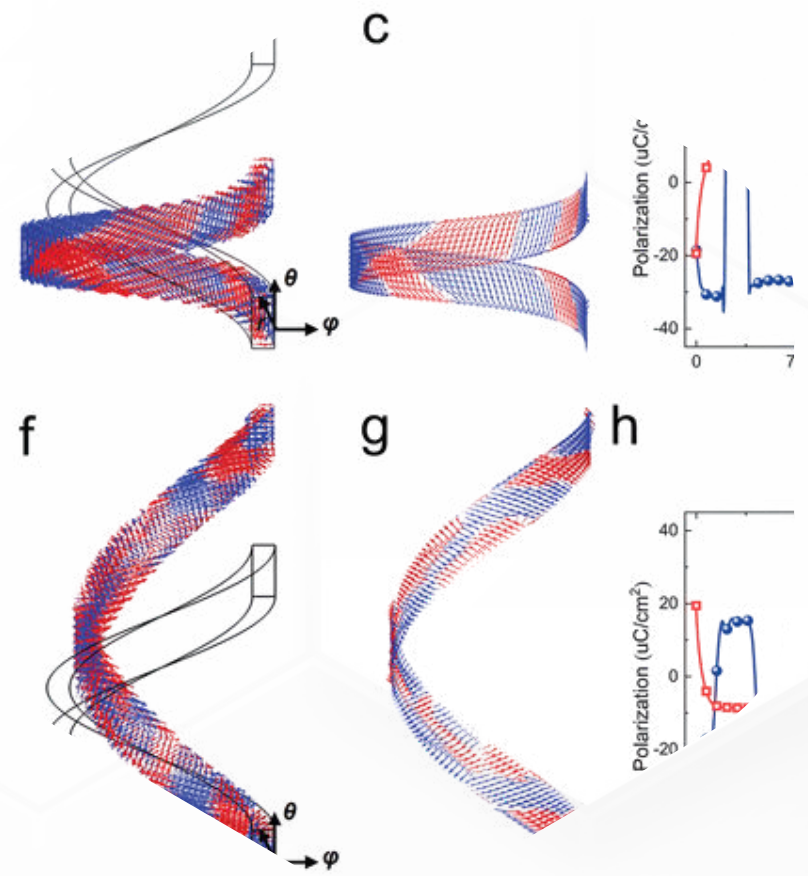 c
θ
r
φ
Polarization (uC/c
0
-20
-40
0
7
f
g
h
θ
φ
Polarization (uC/cm²)
40
20
0
-20